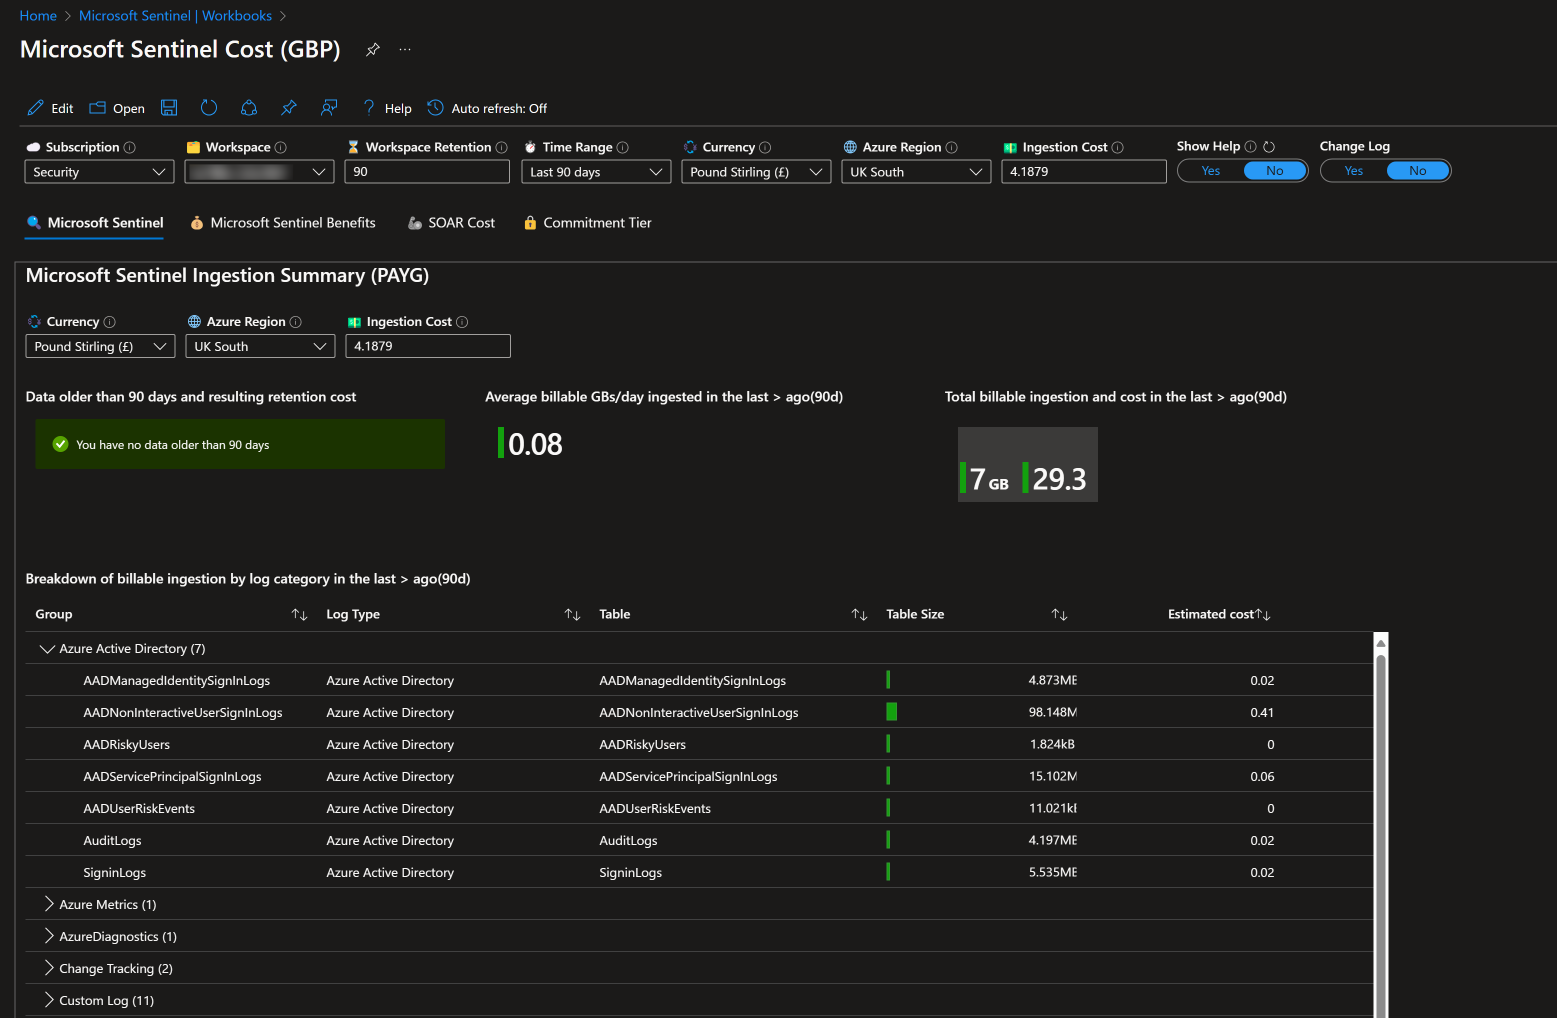 Home > Microsoft Sentinel | Workbooks >
Microsoft Sentinel Cost (GBP) ...
Edit Open Help Auto refresh: Off
Subscription Workspace Workspace Retention Time Range Currency Azure Region Ingestion Cost Show Help Change Log
Security 90 Last 90 days Pound Stirling (£) UK South 4.1879 Yes No Yes No
Microsoft Sentinel Microsoft Sentinel Benefits SOAR Cost Commitment Tier
Microsoft Sentinel Ingestion Summary (PAYG)
Currency Azure Region Ingestion Cost
Pound Stirling (£) UK South 4.1879
Data older than 90 days and resulting retention cost Average billable GBs/day ingested in the last > ago(90d) Total billable ingestion and cost in the last > ago(90d)
You have no data older than 90 days 0.08
7 GB 29.3
Breakdown of billable ingestion by log category in the last > ago(90d)
Group Log Type Table Table Size Estimated cost
Azure Active Directory (7)
AADManagedIdentitySignInLogs Azure Active Directory AADManagedIdentitySignInLogs 4.873MB 0.02
AADNonInteractiveUserSignInLogs Azure Active Directory AADNonInteractiveUserSignInLogs 98.148M 0.41
AADRiskyUsers Azure Active Directory AADRiskyUsers 1.824kB 0
AADServicePrincipalSignInLogs Azure Active Directory AADServicePrincipalSignInLogs 15.102M 0.06
AADUserRiskEvents Azure Active Directory AADUserRiskEvents 11.021kB 0
AuditLogs Azure Active Directory AuditLogs 4.197MB 0.02
SigninLogs Azure Active Directory SigninLogs 5.535MB 0.02
Azure Metrics (1)
AzureDiagnostics (1)
Change Tracking (2)
Custom Log (11)